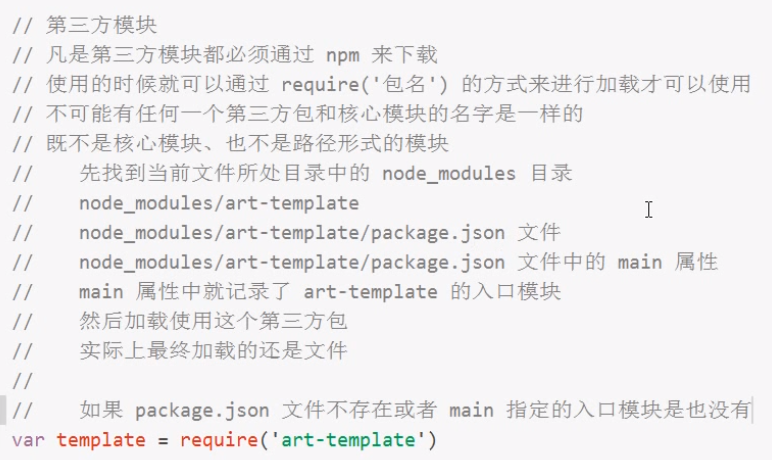 // 第三方模块
// 凡是第三方模块都必须通过 npm 来下载
// 使用的时候就可以通过 require('包名') 的方式来进行加载才可以使用
// 不可能有任何一个第三方包和核心模块的名字是一样的
// 既不是核心模块、也不是路径形式的模块
//    先找到当前文件所处目录中的 node_modules 目录
//    node_modules/art-template
//    node_modules/art-template/package.json 文件
//    node_modules/art-template/package.json 文件中的 main 属性
//    main 属性中就记录了 art-template 的入口模块
//    然后加载使用这个第三方包
//    实际上最终加载的还是文件
//
//    如果 package.json 文件不存在或者 main 指定的入口模块是也没有
var template = require('art-template')